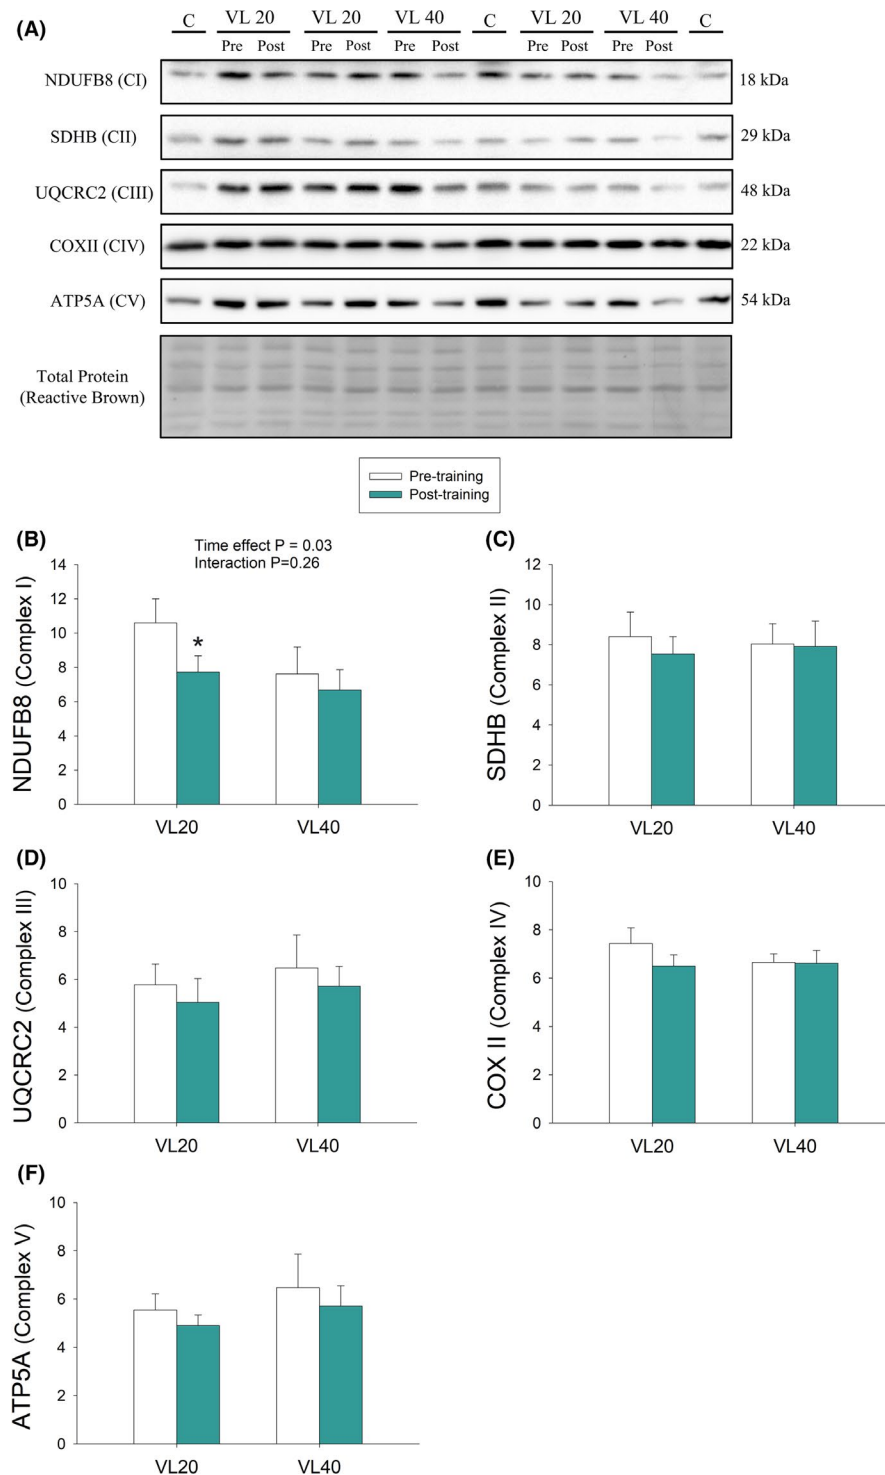 (A)
C VL 20 VL 20 VL 40 C VL 20 VL 40 C
Pre Post Pre Post Pre Post Pre Post Pre Post
NDUFB8 (CI) 18 kDa
SDHB (CII) 29 kDa
UQCRC2 (CIII) 48 kDa
COXII (CIV) 22 kDa
ATP5A (CV) 54 kDa
Total Protein
(Reactive Brown)
Pre-training
Post-training
(B)
Time effect P = 0.03
Interaction P=0.26
NDUFB8 (Complex I)
14
12
10
8
6
4
2
0
*
VL20 VL40
(C)
SDHB (Complex II)
12
10
8
6
4
2
0
VL20 VL40
(D)
UQCRC2 (Complex III)
10
8
6
4
2
0
VL20 VL40
(E)
COX II (Complex IV)
10
8
6
4
2
0
VL20 VL40
(F)
ATP5A (Complex V)
10
8
6
4
2
0
VL20 VL40